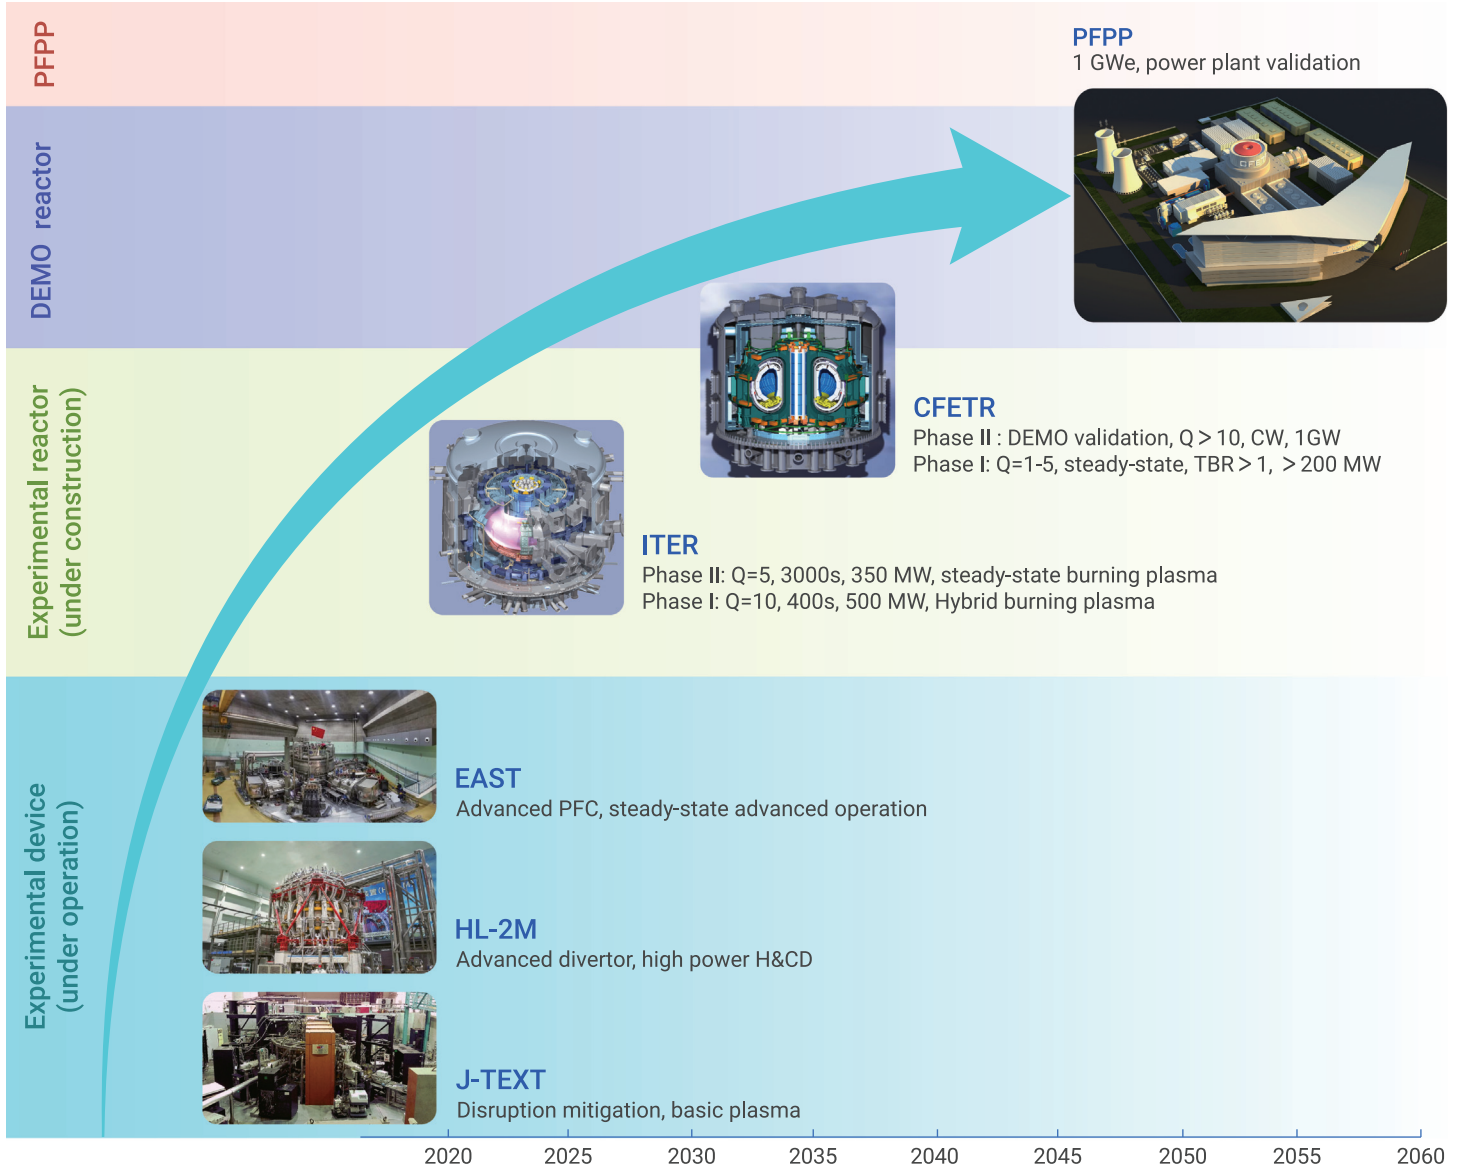 PFPP
PFPP
1 GWe, power plant validation
DEMO reactor
CFETR
Phase II : DEMO validation, Q > 10, CW, 1GW
Phase I: Q=1-5, steady-state, TBR > 1, > 200 MW
Experimental reactor
(under construction)
ITER
Phase II: Q=5, 3000s, 350 MW, steady-state burning plasma
Phase I: Q=10, 400s, 500 MW, Hybrid burning plasma
Experimental device
(under operation)
EAST
Advanced PFC, steady-state advanced operation
HL-2M
Advanced divertor, high power H&CD
J-TEXT
Disruption mitigation, basic plasma
2020 2025 2030 2035 2040 2045 2050 2055 2060